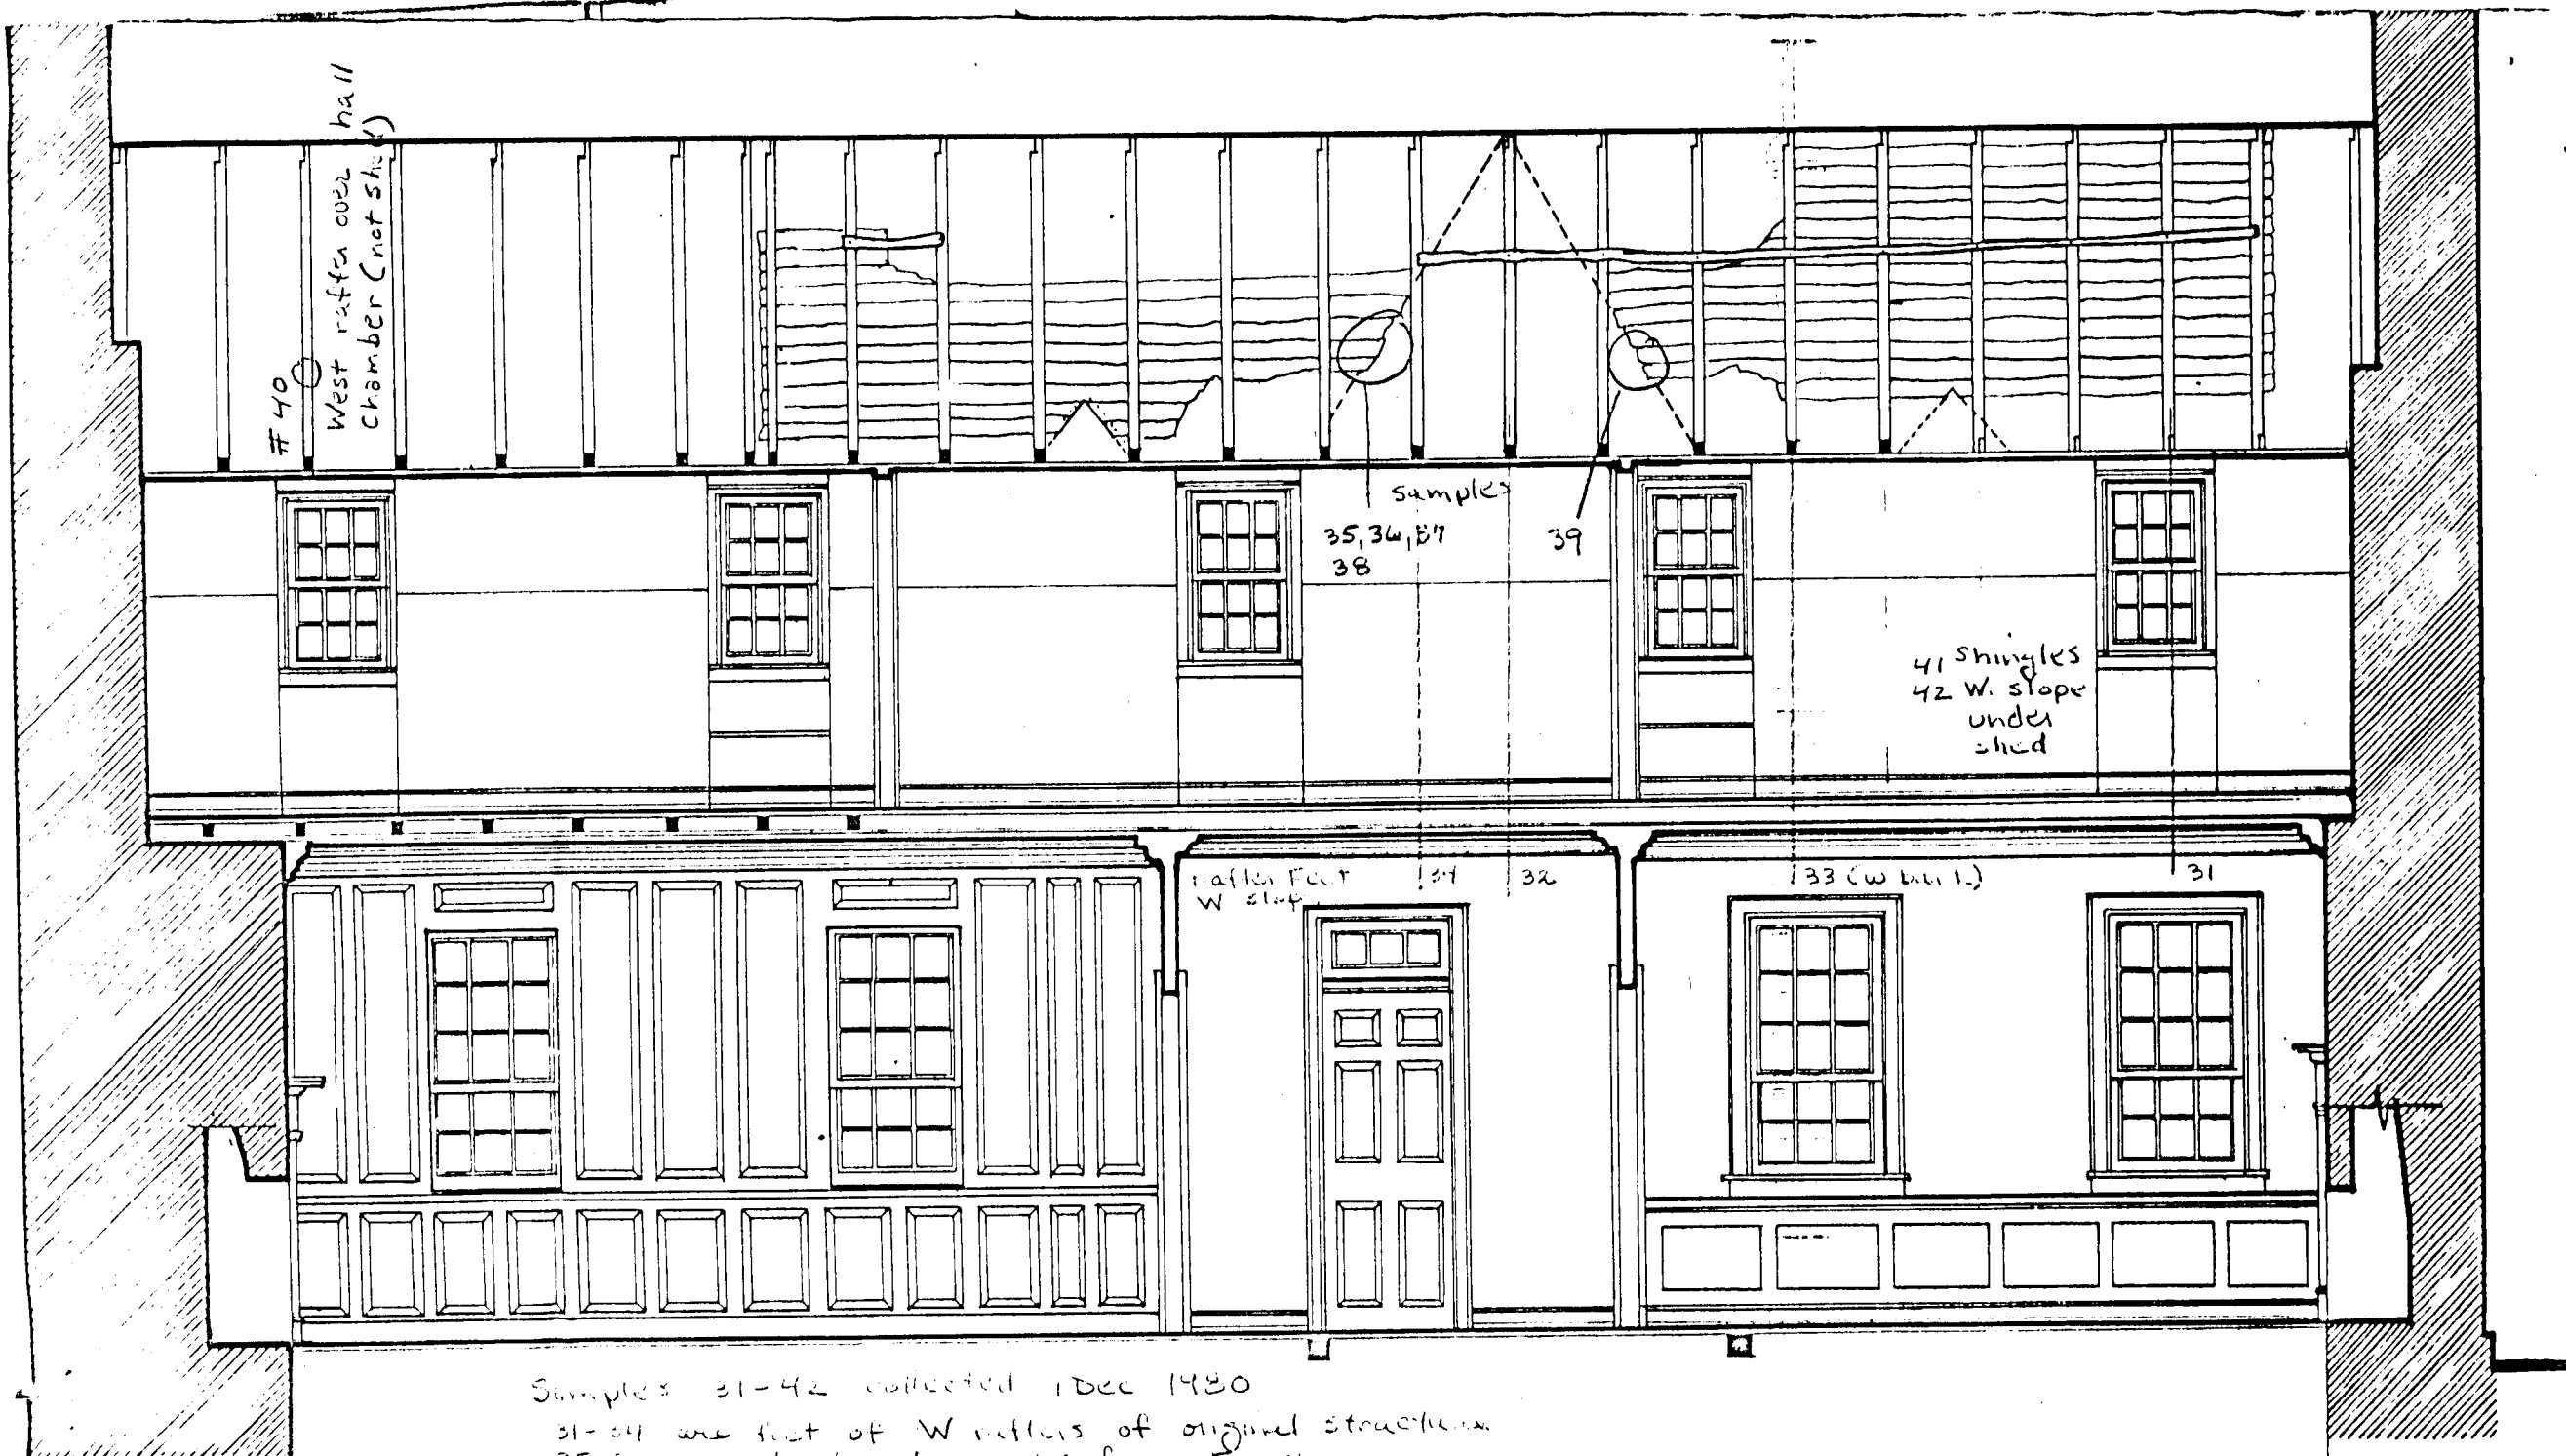 # 40
West rafter over hall
Chamber (not shed)
samples
35, 36, 37
38
39
41 shingles
42 W. slope
under
shed
rafter Feet
W slope
34
32
33 (W
31
Samples 31-42 collected 1 Dec 1980
31-34 are feet of W rafters of original structure